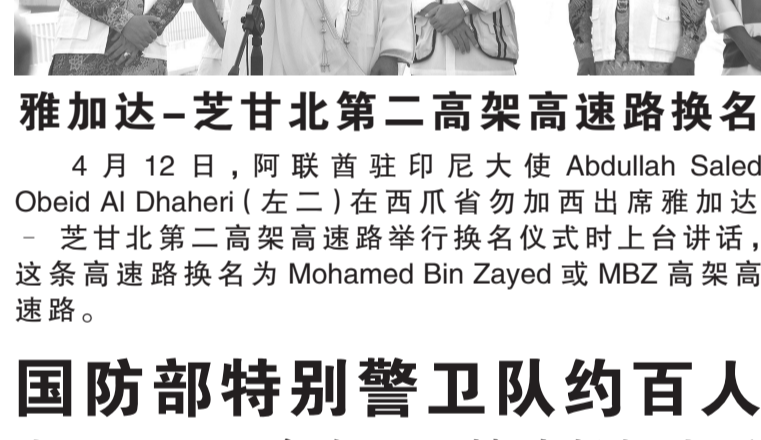 雅加达–芝甘北第二高架高速路换名
4 月 12 日，阿联酋驻印尼大使 Abdullah Saled
Obeid Al Dhaheri（左二）在西爪省勿加西出席雅加达
– 芝甘北第二高架高速路举行换名仪式时上台讲话，
这条高速路换名为 Mohamed Bin Zayed 或 MBZ 高架高
速路。
国防部特别警卫队约百人